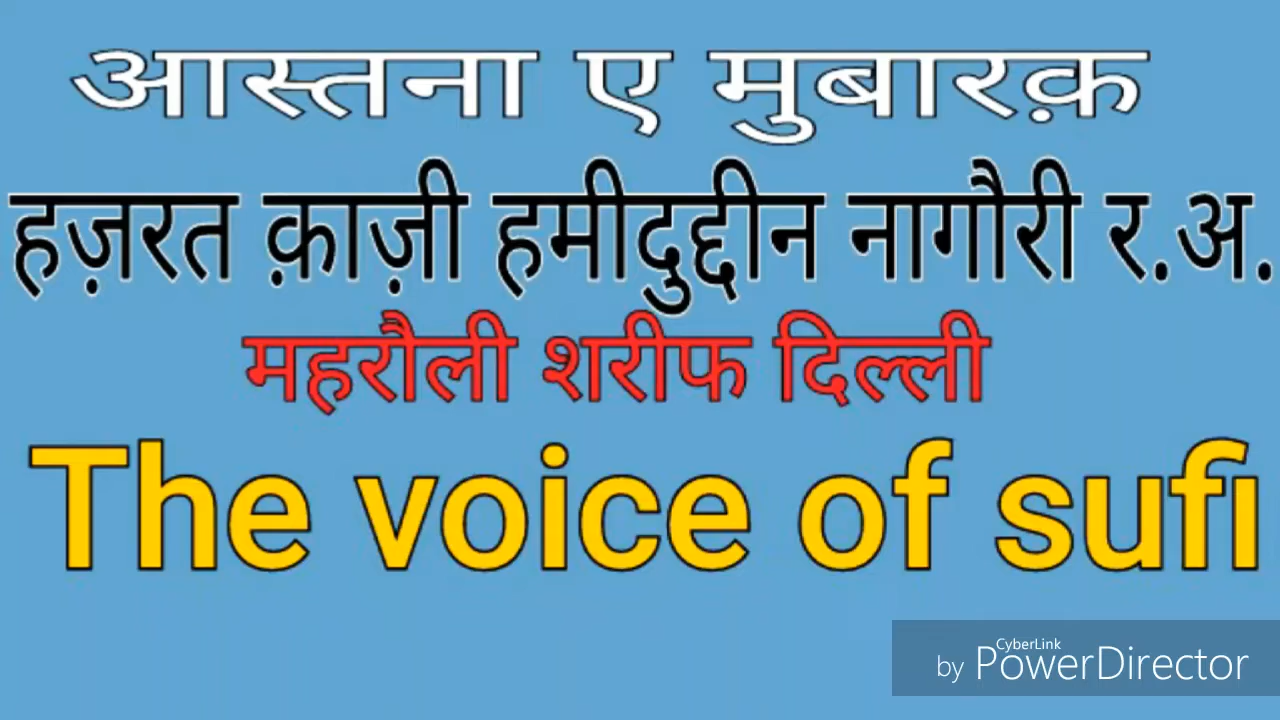 आस्तना ए मुबारक़
हज़रत क़ाज़ी हमीदुद्दीन नागौरी र.अ.
महरौली शरीफ दिल्ली
The voice of sufi
CyberLink
by PowerDirector